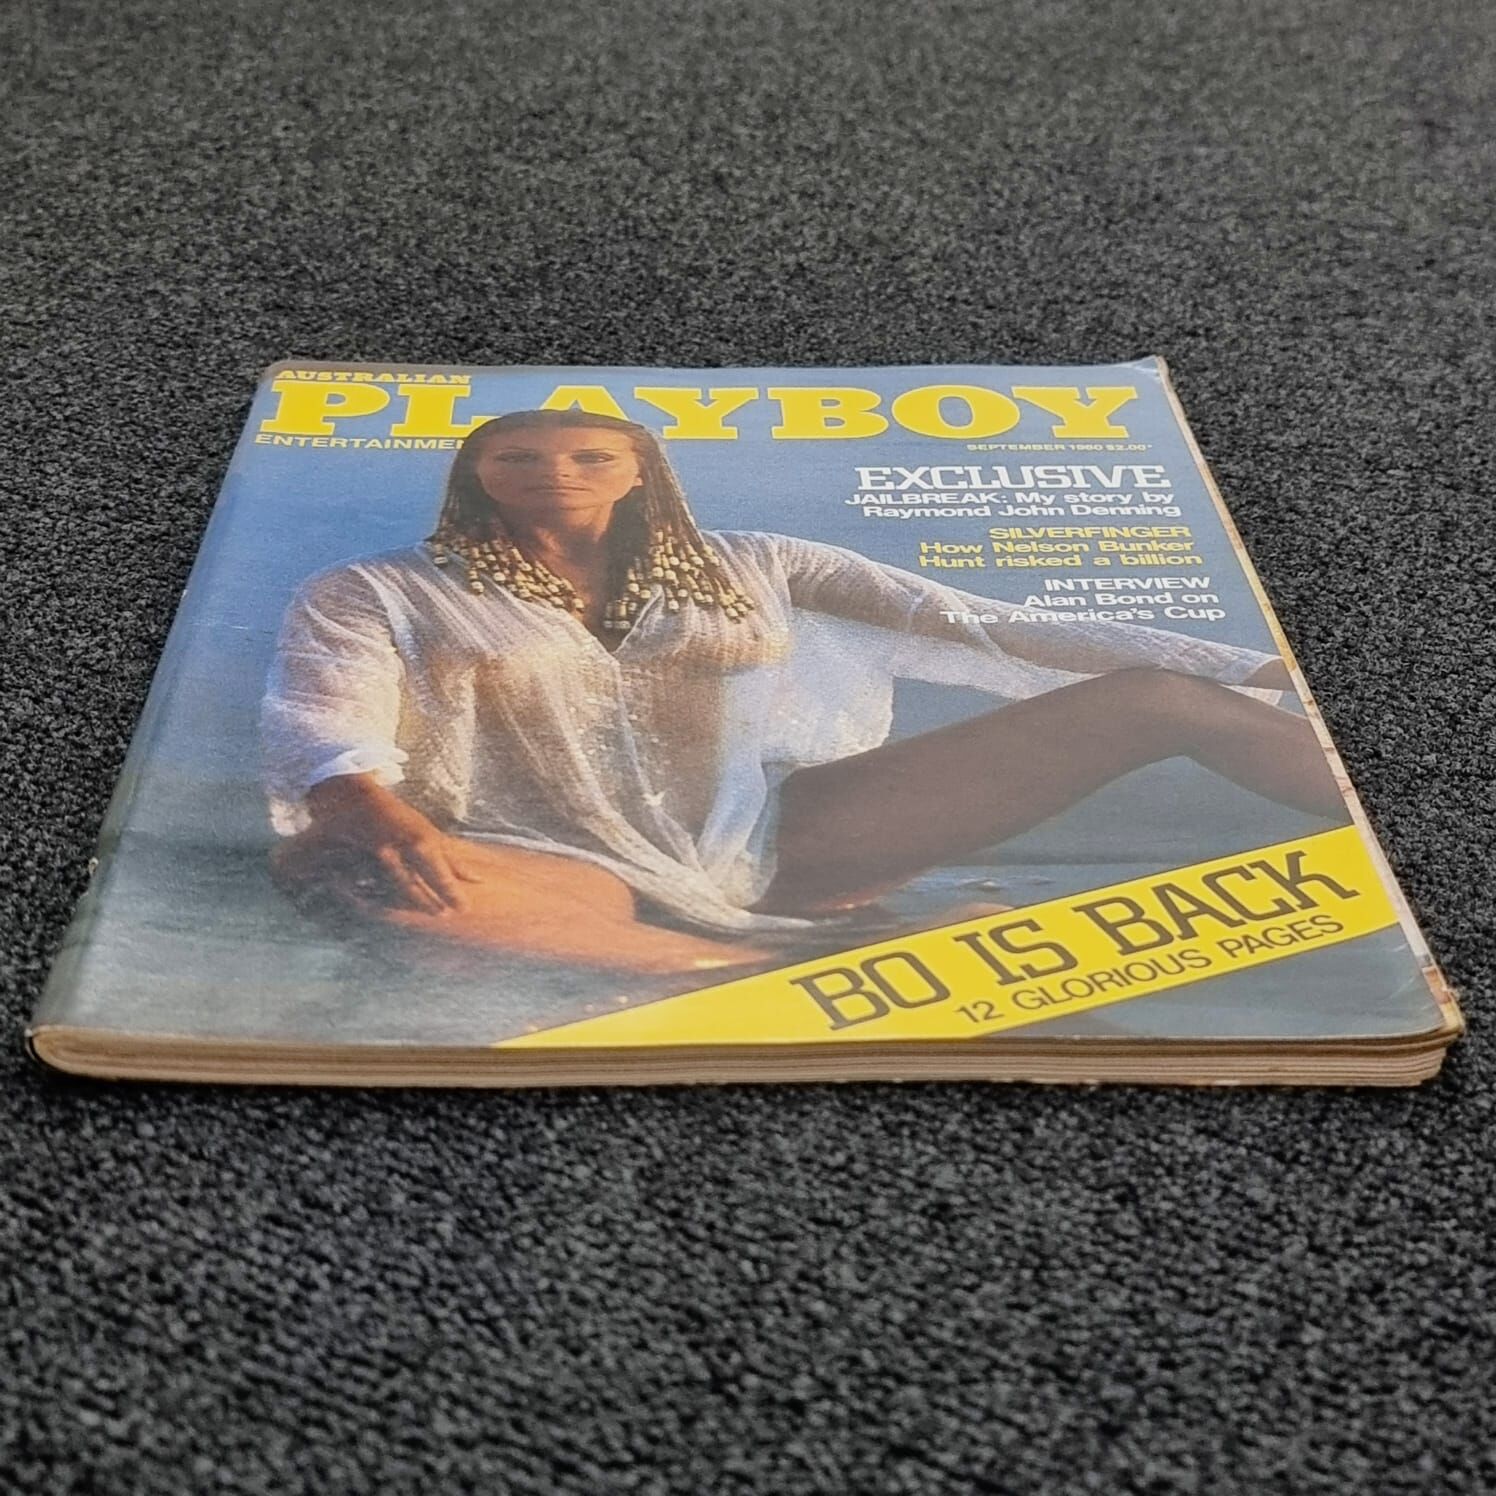 AUSTRALIAN
PLAYBOY
ENTERTAINMEN
SEPTEMBER 1980 $2.00*
EXCLUSIVE
JAILBREAK: My story by
Raymond John Denning
SILVERFINGER
How Nelson Bunker
Hunt risked a billion
INTERVIEW
Alan Bond on
The America's Cup
BO IS BACK
12 GLORIOUS PAGES